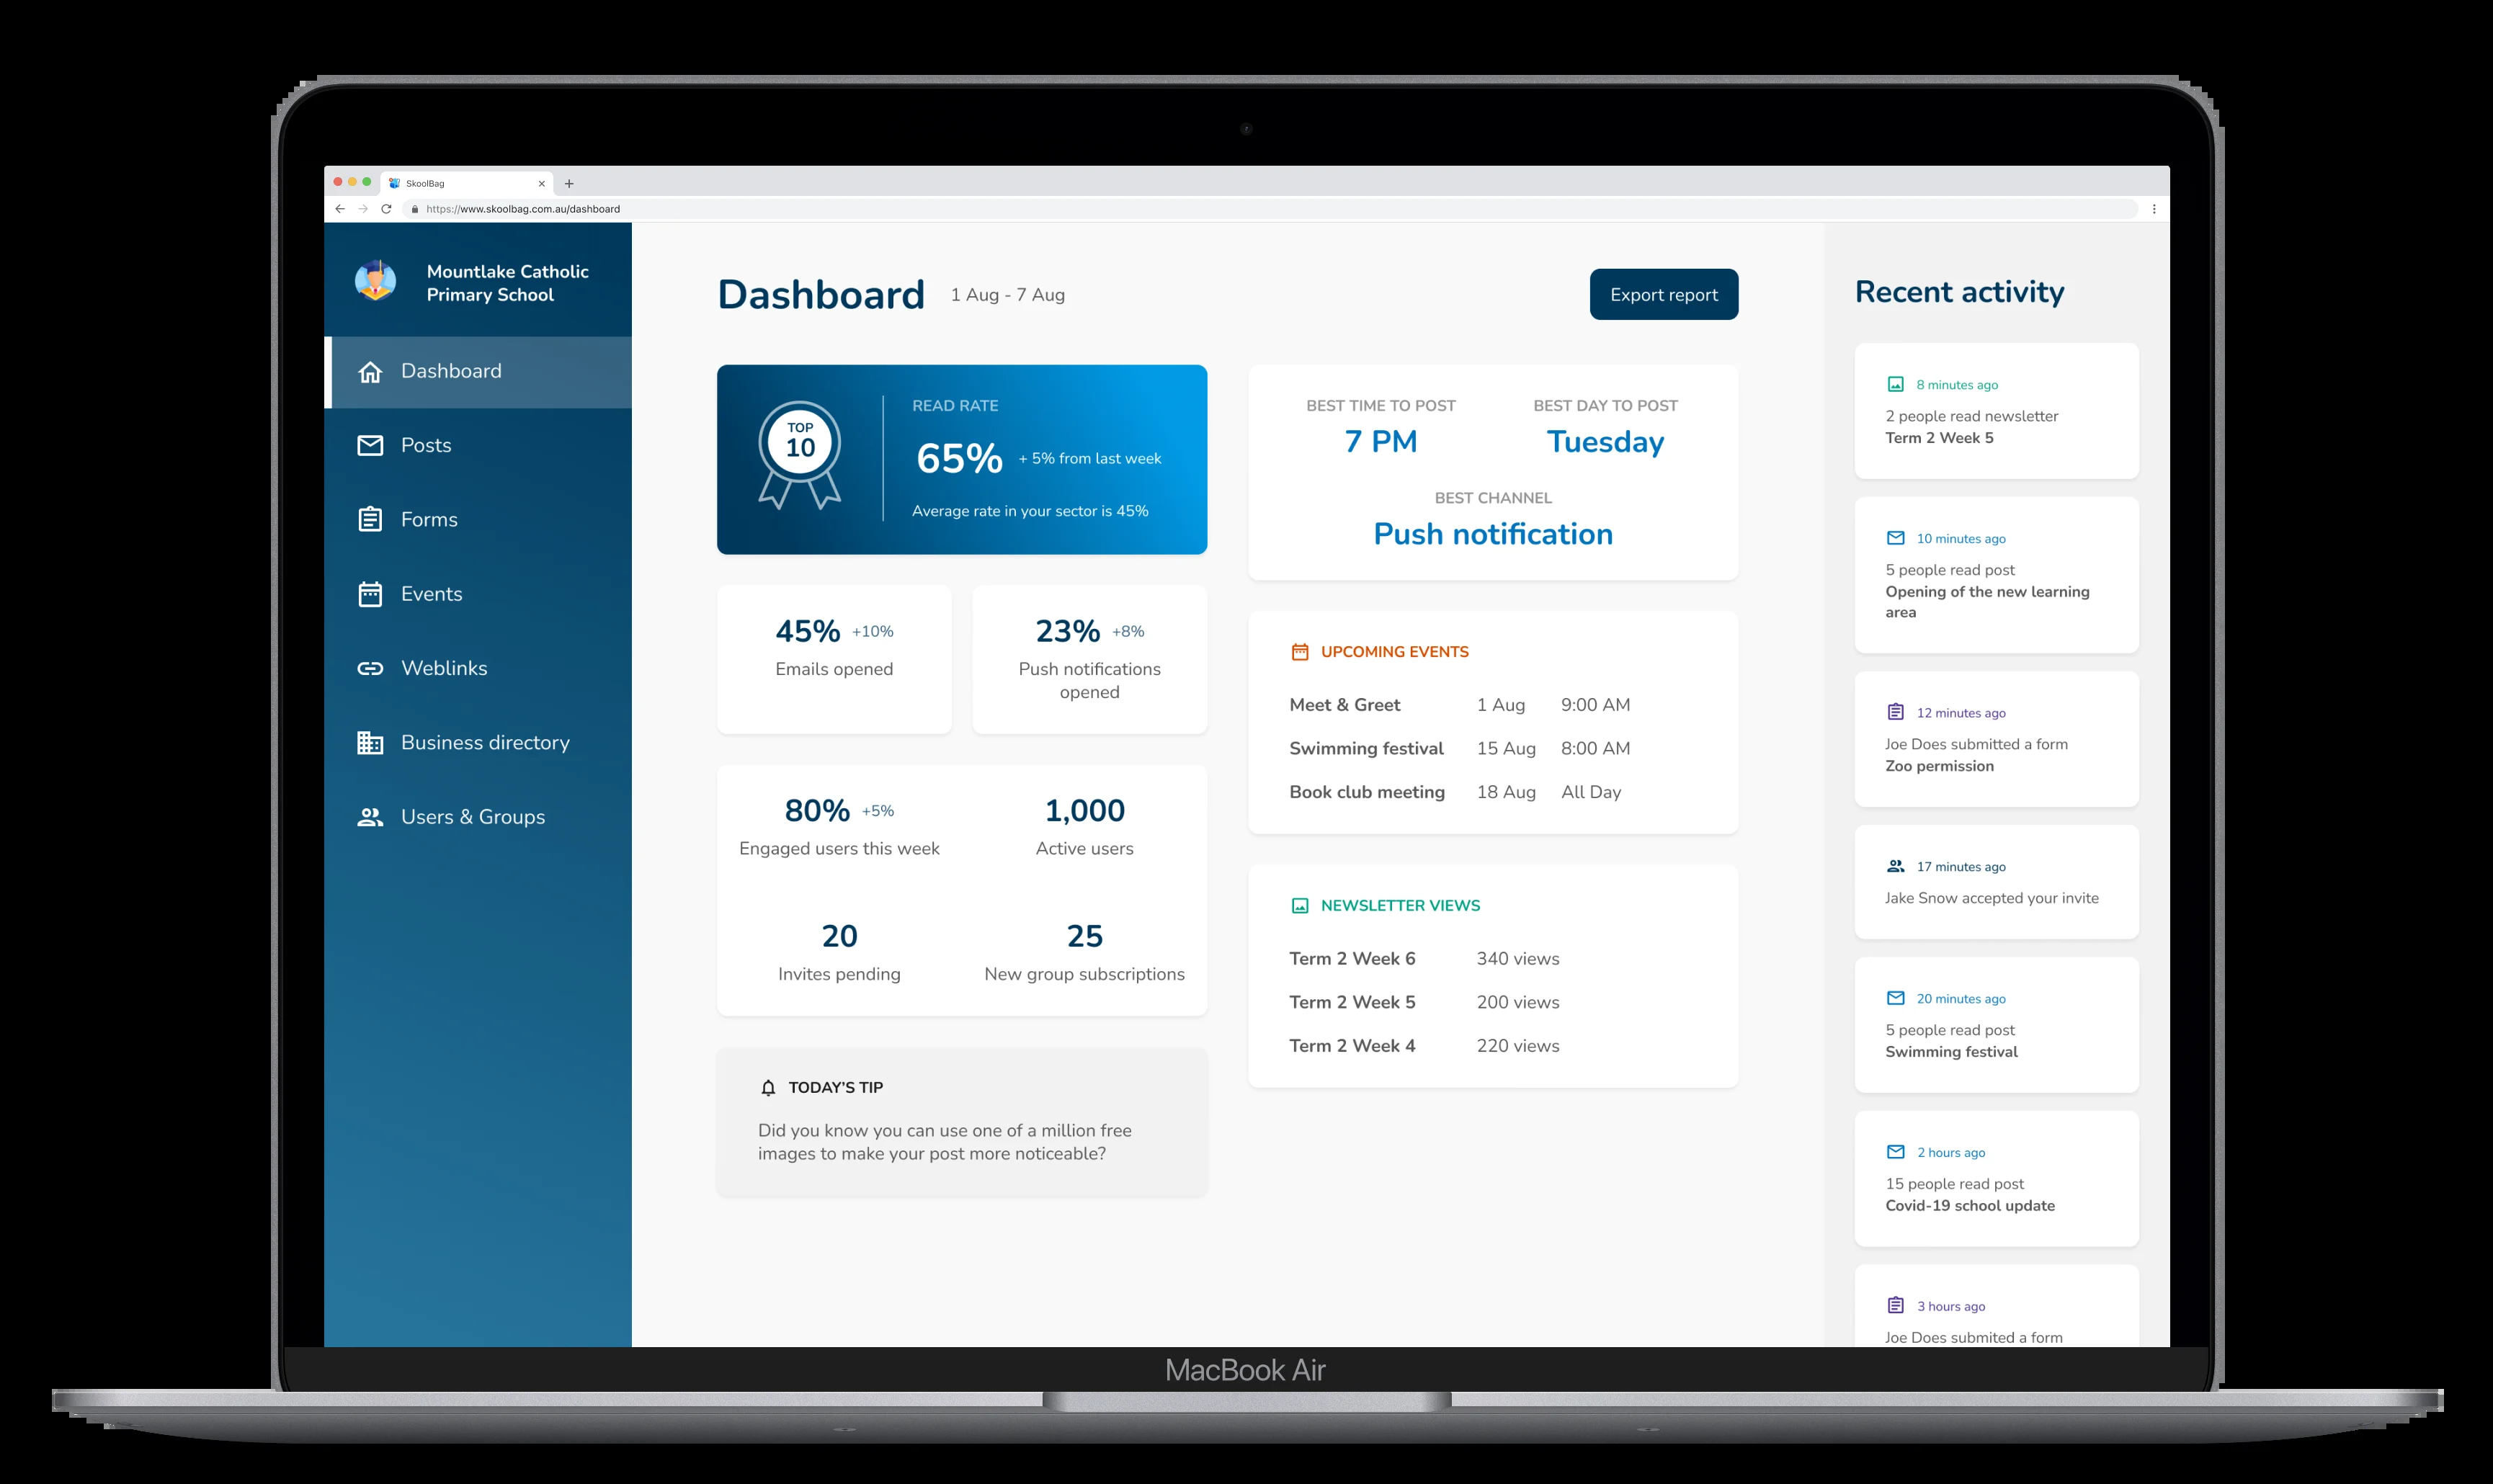 SkoolBag
https://www.skoolbag.com.au/dashboard
Mountlake Catholic
Primary School
Dashboard
Posts
Forms
Events
Weblinks
Business directory
Users & Groups
Dashboard
1 Aug - 7 Aug
Export report
TOP
10
READ RATE
65% + 5% from last week
Average rate in your sector is 45%
45% +10%
Emails opened
23% +8%
Push notifications
opened
80% +5%
Engaged users this week
1,000
Active users
20
Invites pending
25
New group subscriptions
TODAY’S TIP
Did you know you can use one of a million free
images to make your post more noticeable?
BEST TIME TO POST
7 PM
BEST DAY TO POST
Tuesday
BEST CHANNEL
Push notification
UPCOMING EVENTS
Meet & Greet 1 Aug 9:00 AM
Swimming festival 15 Aug 8:00 AM
Book club meeting 18 Aug All Day
NEWSLETTER VIEWS
Term 2 Week 6 340 views
Term 2 Week 5 200 views
Term 2 Week 4 220 views
Recent activity
8 minutes ago
2 people read newsletter
Term 2 Week 5
10 minutes ago
5 people read post
Opening of the new learning
area
12 minutes ago
Joe Does submitted a form
Zoo permission
17 minutes ago
Jake Snow accepted your invite
20 minutes ago
5 people read post
Swimming festival
2 hours ago
15 people read post
Covid-19 school update
3 hours ago
Joe Does submited a form
MacBook Air